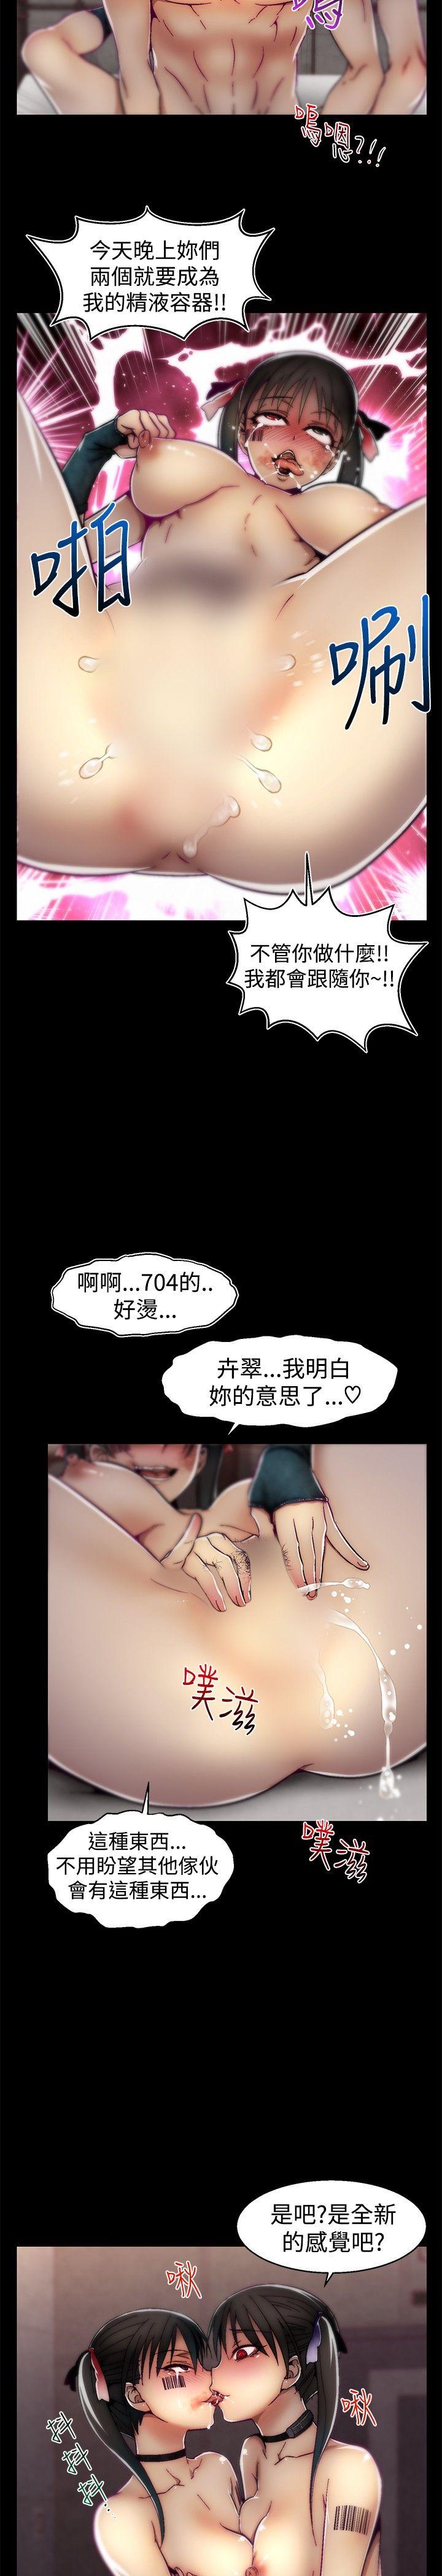 嗚
嗚嗯?!!
今天晚上妳們
兩個就要成為
我的精液容器!!
啪
唰
不管你做什麼!!
我都會跟隨你~!!
啊啊...704的..
好燙...
卉翠...我明白
妳的意思了...♡
噗滋
這種東西...
不用盼望其他傢伙
會有這種東西...
噗滋
是吧?是全新
的感覺吧?
啾
啾
抖
抖
抖...